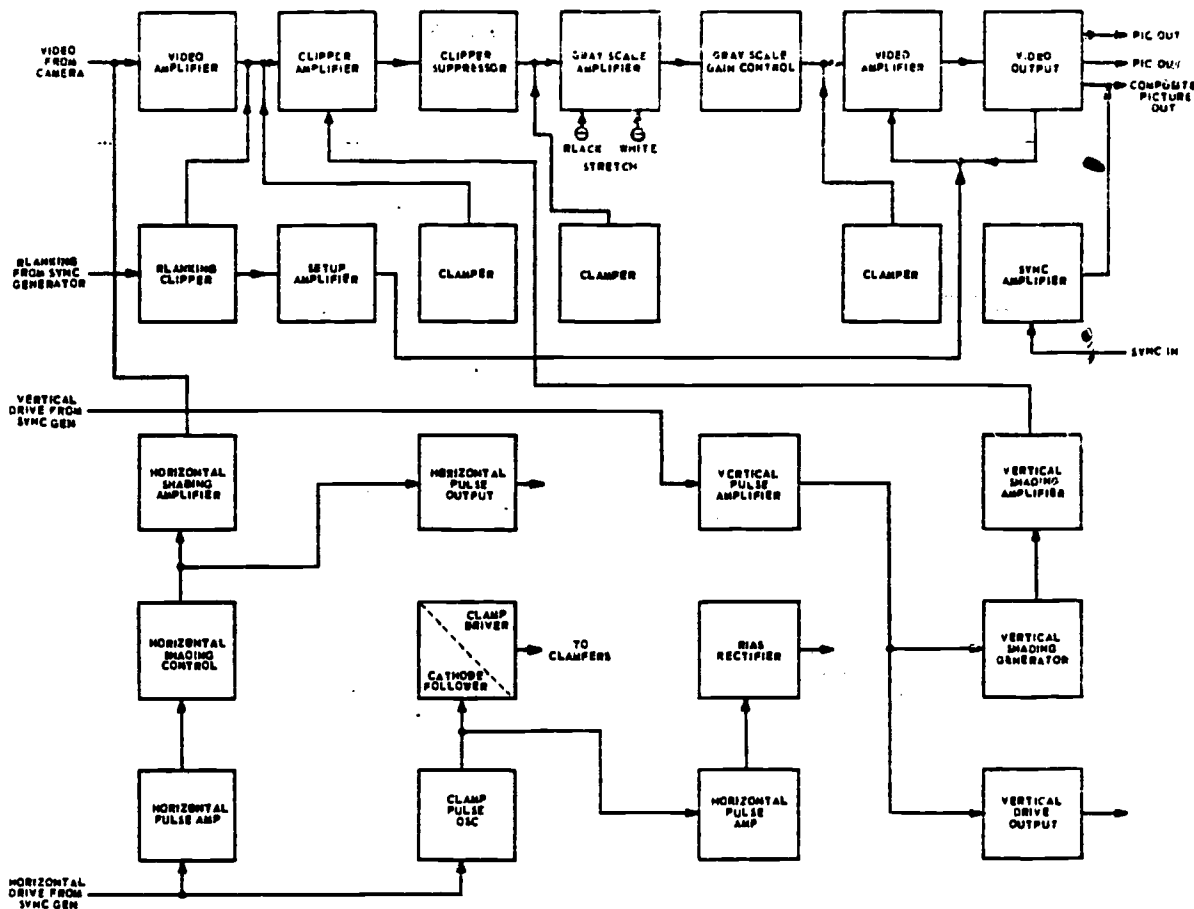 VIDEO
FROM
CAMERA
VIDEO
AMPLIFIER
CLIPPER
AMPLIFIER
CLIPPER
SUPPRESSOR
GRAY SCALE
AMPLIFIER
GRAY SCALE
GAIN CONTROL
VIDEO
AMPLIFIER
VIDEO
OUTPUT
PIC OUT
PIC OUT
COMPOSITE
PICTURE
OUT
BLACK WHITE
STRETCH
BLANKING
FROM SYNC
GENERATOR
BLANKING
CLIPPER
SETUP
AMPLIFIER
CLAMPER
CLAMPER
CLAMPER
SYNC
AMPLIFIER
SYNC IN
VERTICAL
DRIVE FROM
SYNC GEN
HORIZONTAL
SHADING
AMPLIFIER
HORIZONTAL
PULSE
OUTPUT
VERTICAL
PULSE
AMPLIFIER
VERTICAL
SHADING
AMPLIFIER
HORIZONTAL
SHADING
CONTROL
CLAMP
DRIVER
CATHODE
FOLLOWER
TO
CLAMPERS
BIAS
RECTIFIER
VERTICAL
SHADING
GENERATOR
HORIZONTAL
PULSE AMP
CLAMP
PULSE
OSC
HORIZONTAL
PULSE
AMP
VERTICAL
DRIVE
OUTPUT
HORIZONTAL
DRIVE FROM
SYNC GEN